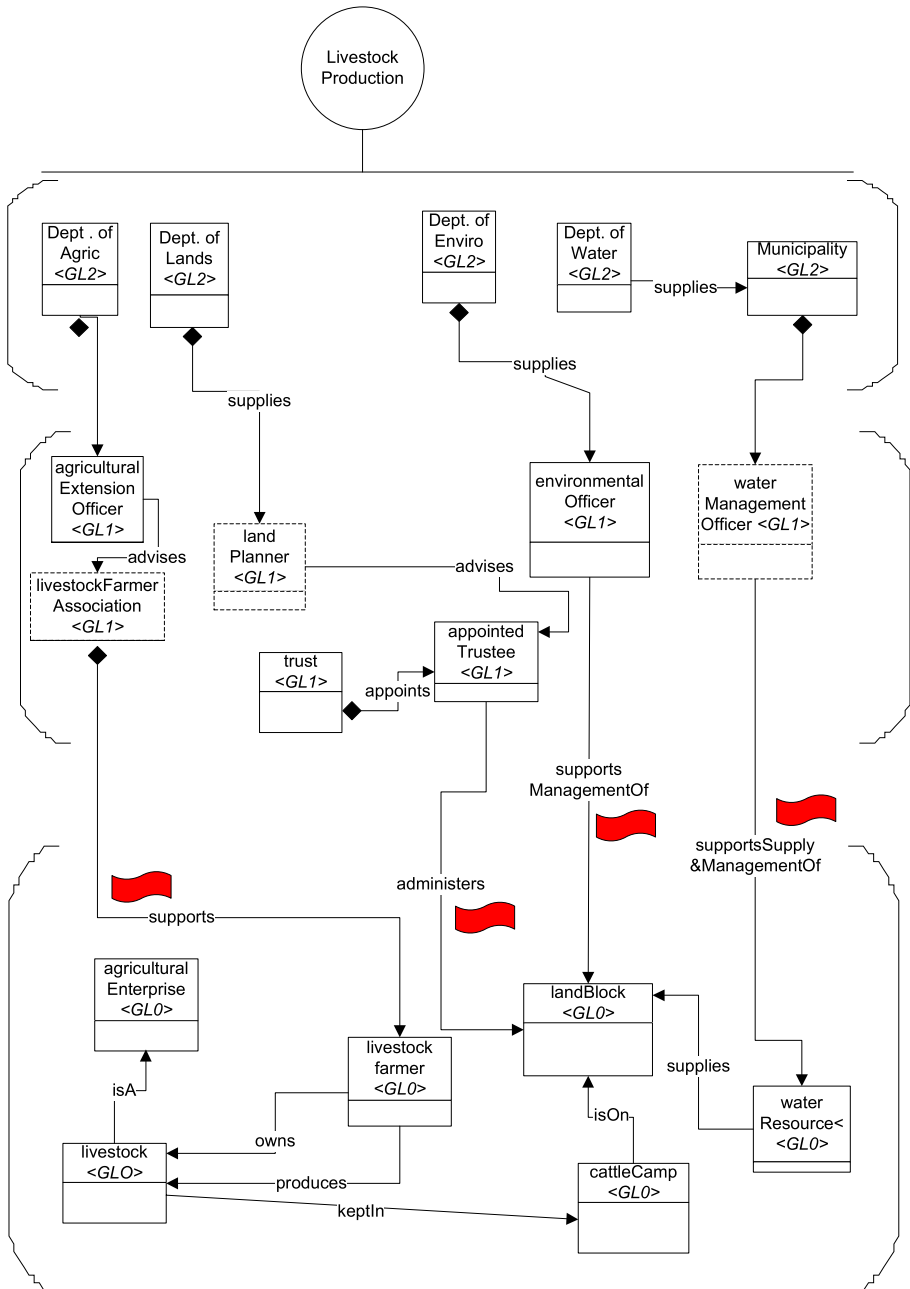 Livestock
Production
Dept . of
Agric
<GL2>
Dept. of
Lands
<GL2>
Dept. of
Enviro
<GL2>
Dept. of
Water
<GL2>
supplies
Municipality
<GL2>
supplies
supplies
agricultural
Extension
Officer
<GL1>
advises
livestockFarmer
Association
<GL1>
land
Planner
<GL1>
advises
environmental
Officer
<GL1>
water
Management
Officer <GL1>
trust
<GL1>
appoints
appointed
Trustee
<GL1>
supports
ManagementOf
supportsSupply
&ManagementOf
administers
supports
agricultural
Enterprise
<GL0>
landBlock
<GL0>
livestock
farmer
<GL0>
supplies
isA
isOn
water
Resource<
<GL0>
owns
livestock
<GLO>
produces
keptIn
cattleCamp
<GL0>